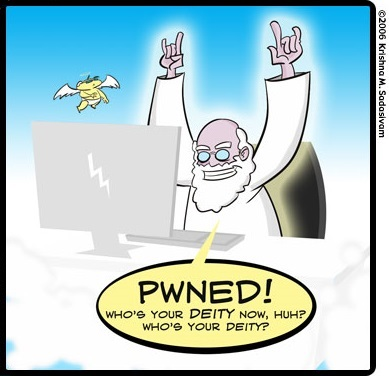 ©2006 Krishna M. Sadasivam
PWNED!
WHO'S YOUR DEITY NOW, HUH?
WHO'S YOUR DEITY?